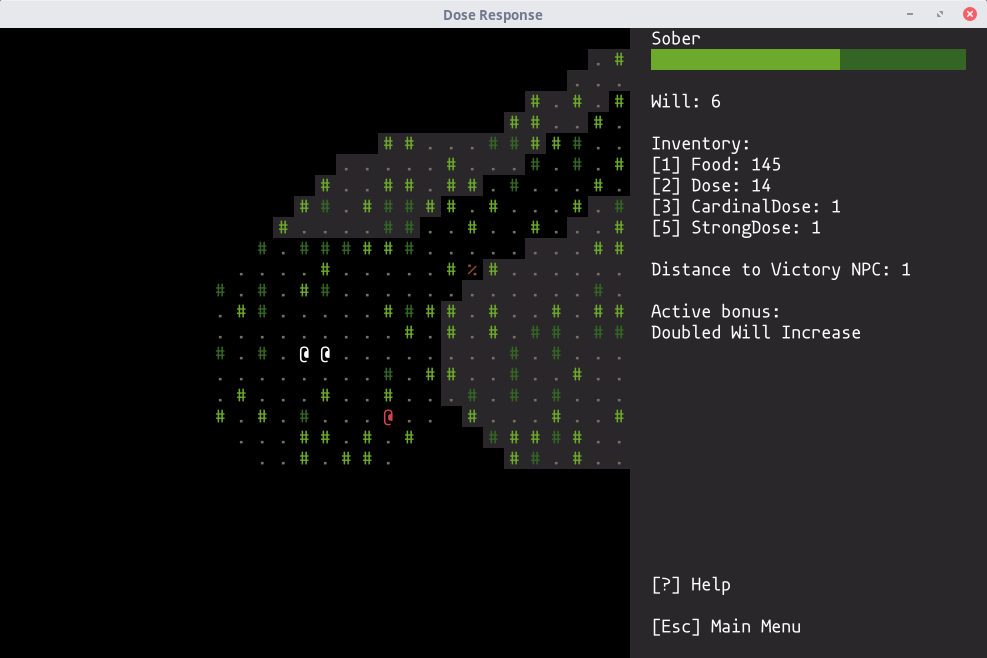 Dose Response
Sober
Will: 6
Inventory:
[1] Food: 145
[2] Dose: 14
[3] CardinalDose: 1
[5] StrongDose: 1
Distance to Victory NPC: 1
Active bonus:
Doubled Will Increase
[?] Help
[Esc] Main Menu